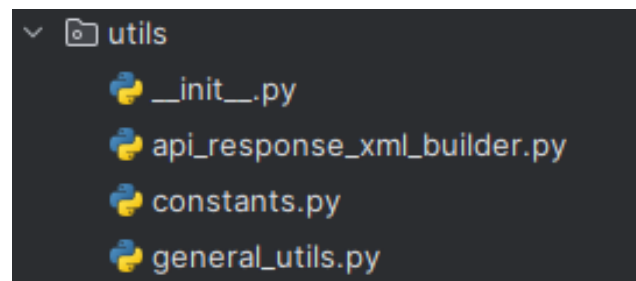 utils
__init__.py
api_response_xml_builder.py
constants.py
general_utils.py